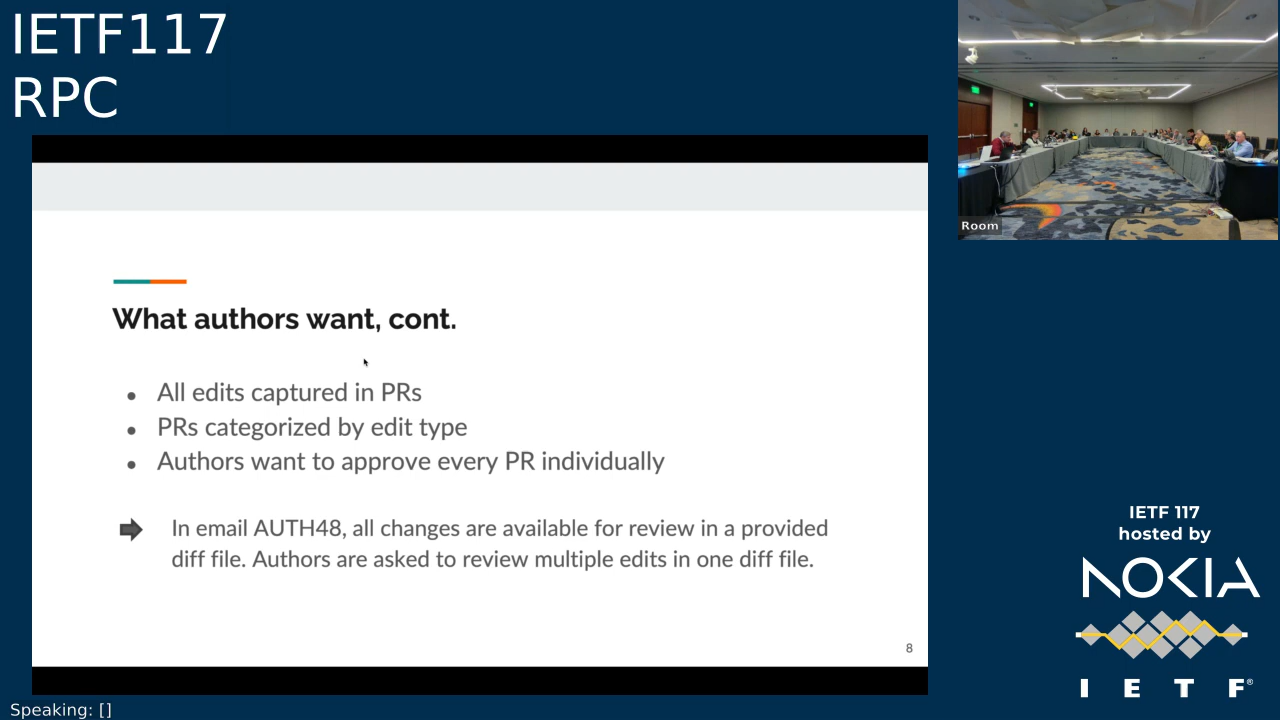 IETF117
RPC
Room
What authors want, cont.
● All edits captured in PRs
● PRs categorized by edit type
● Authors want to approve every PR individually
In email AUTH48, all changes are available for review in a provided
diff file. Authors are asked to review multiple edits in one diff file.
8
IETF 117
hosted by
NOKIA
I E T F®
Speaking: []